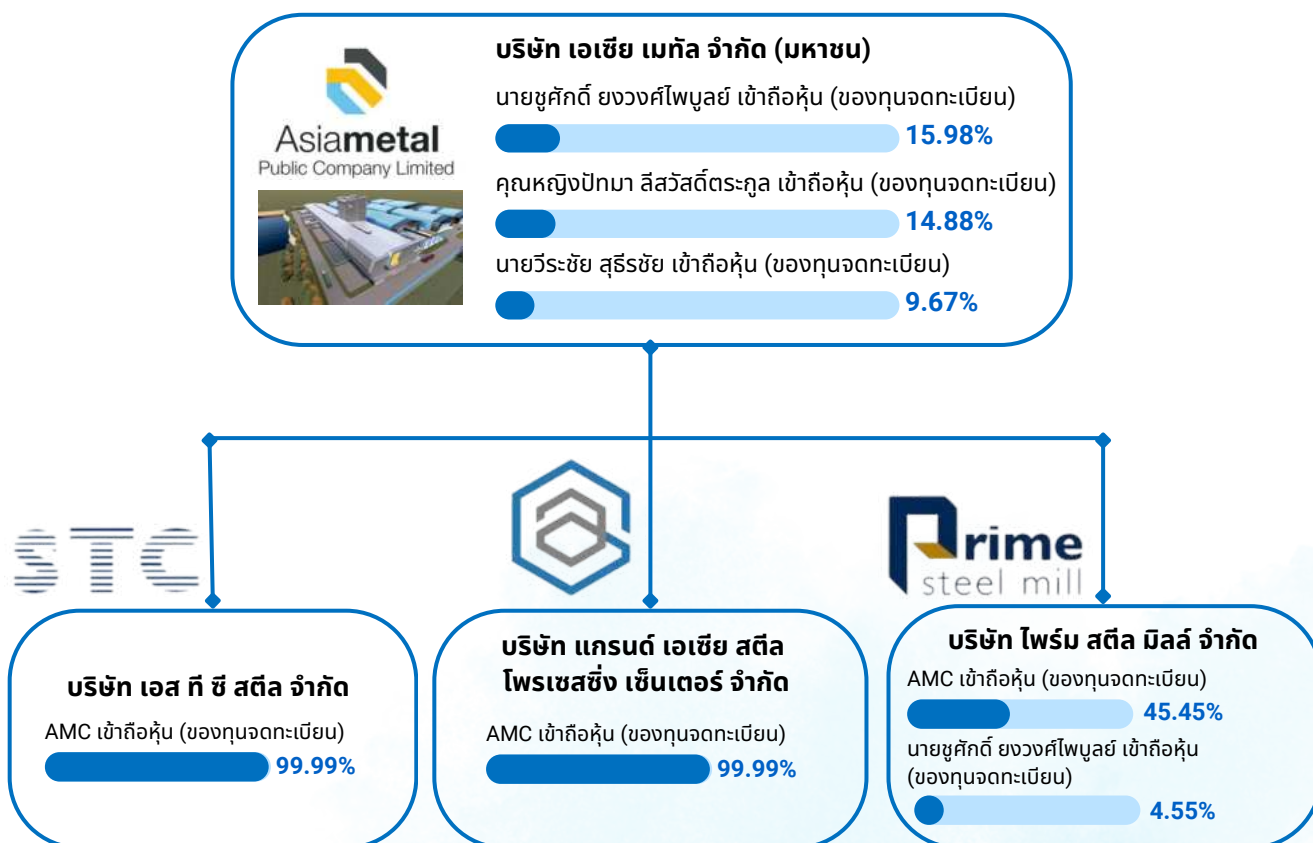 Asiametal
Public Company Limited
บริษัท เอเซีย เมทัล จำกัด (มหาชน)
นายชูศักดิ์ ยงวงศ์ไพบูลย์ เข้าถือหุ้น (ของทุนจดทะเบียน)
15.98%
คุณหญิงปัทมา ลีสวัสดิ์ตระกูล เข้าถือหุ้น (ของทุนจดทะเบียน)
14.88%
นายวีระชัย สุธีรชัย เข้าถือหุ้น (ของทุนจดทะเบียน)
9.67%
STC
บริษัท เอส ที ซี สตีล จำกัด
AMC เข้าถือหุ้น (ของทุนจดทะเบียน)
99.99%
บริษัท แกรนด์ เอเซีย สตีล
โพรเซสซิ่ง เซ็นเตอร์ จำกัด
AMC เข้าถือหุ้น (ของทุนจดทะเบียน)
99.99%
Prime
steel mill
บริษัท ไพร์ม สตีล มิลล์ จำกัด
AMC เข้าถือหุ้น (ของทุนจดทะเบียน)
45.45%
นายชูศักดิ์ ยงวงศ์ไพบูลย์ เข้าถือหุ้น
(ของทุนจดทะเบียน)
4.55%